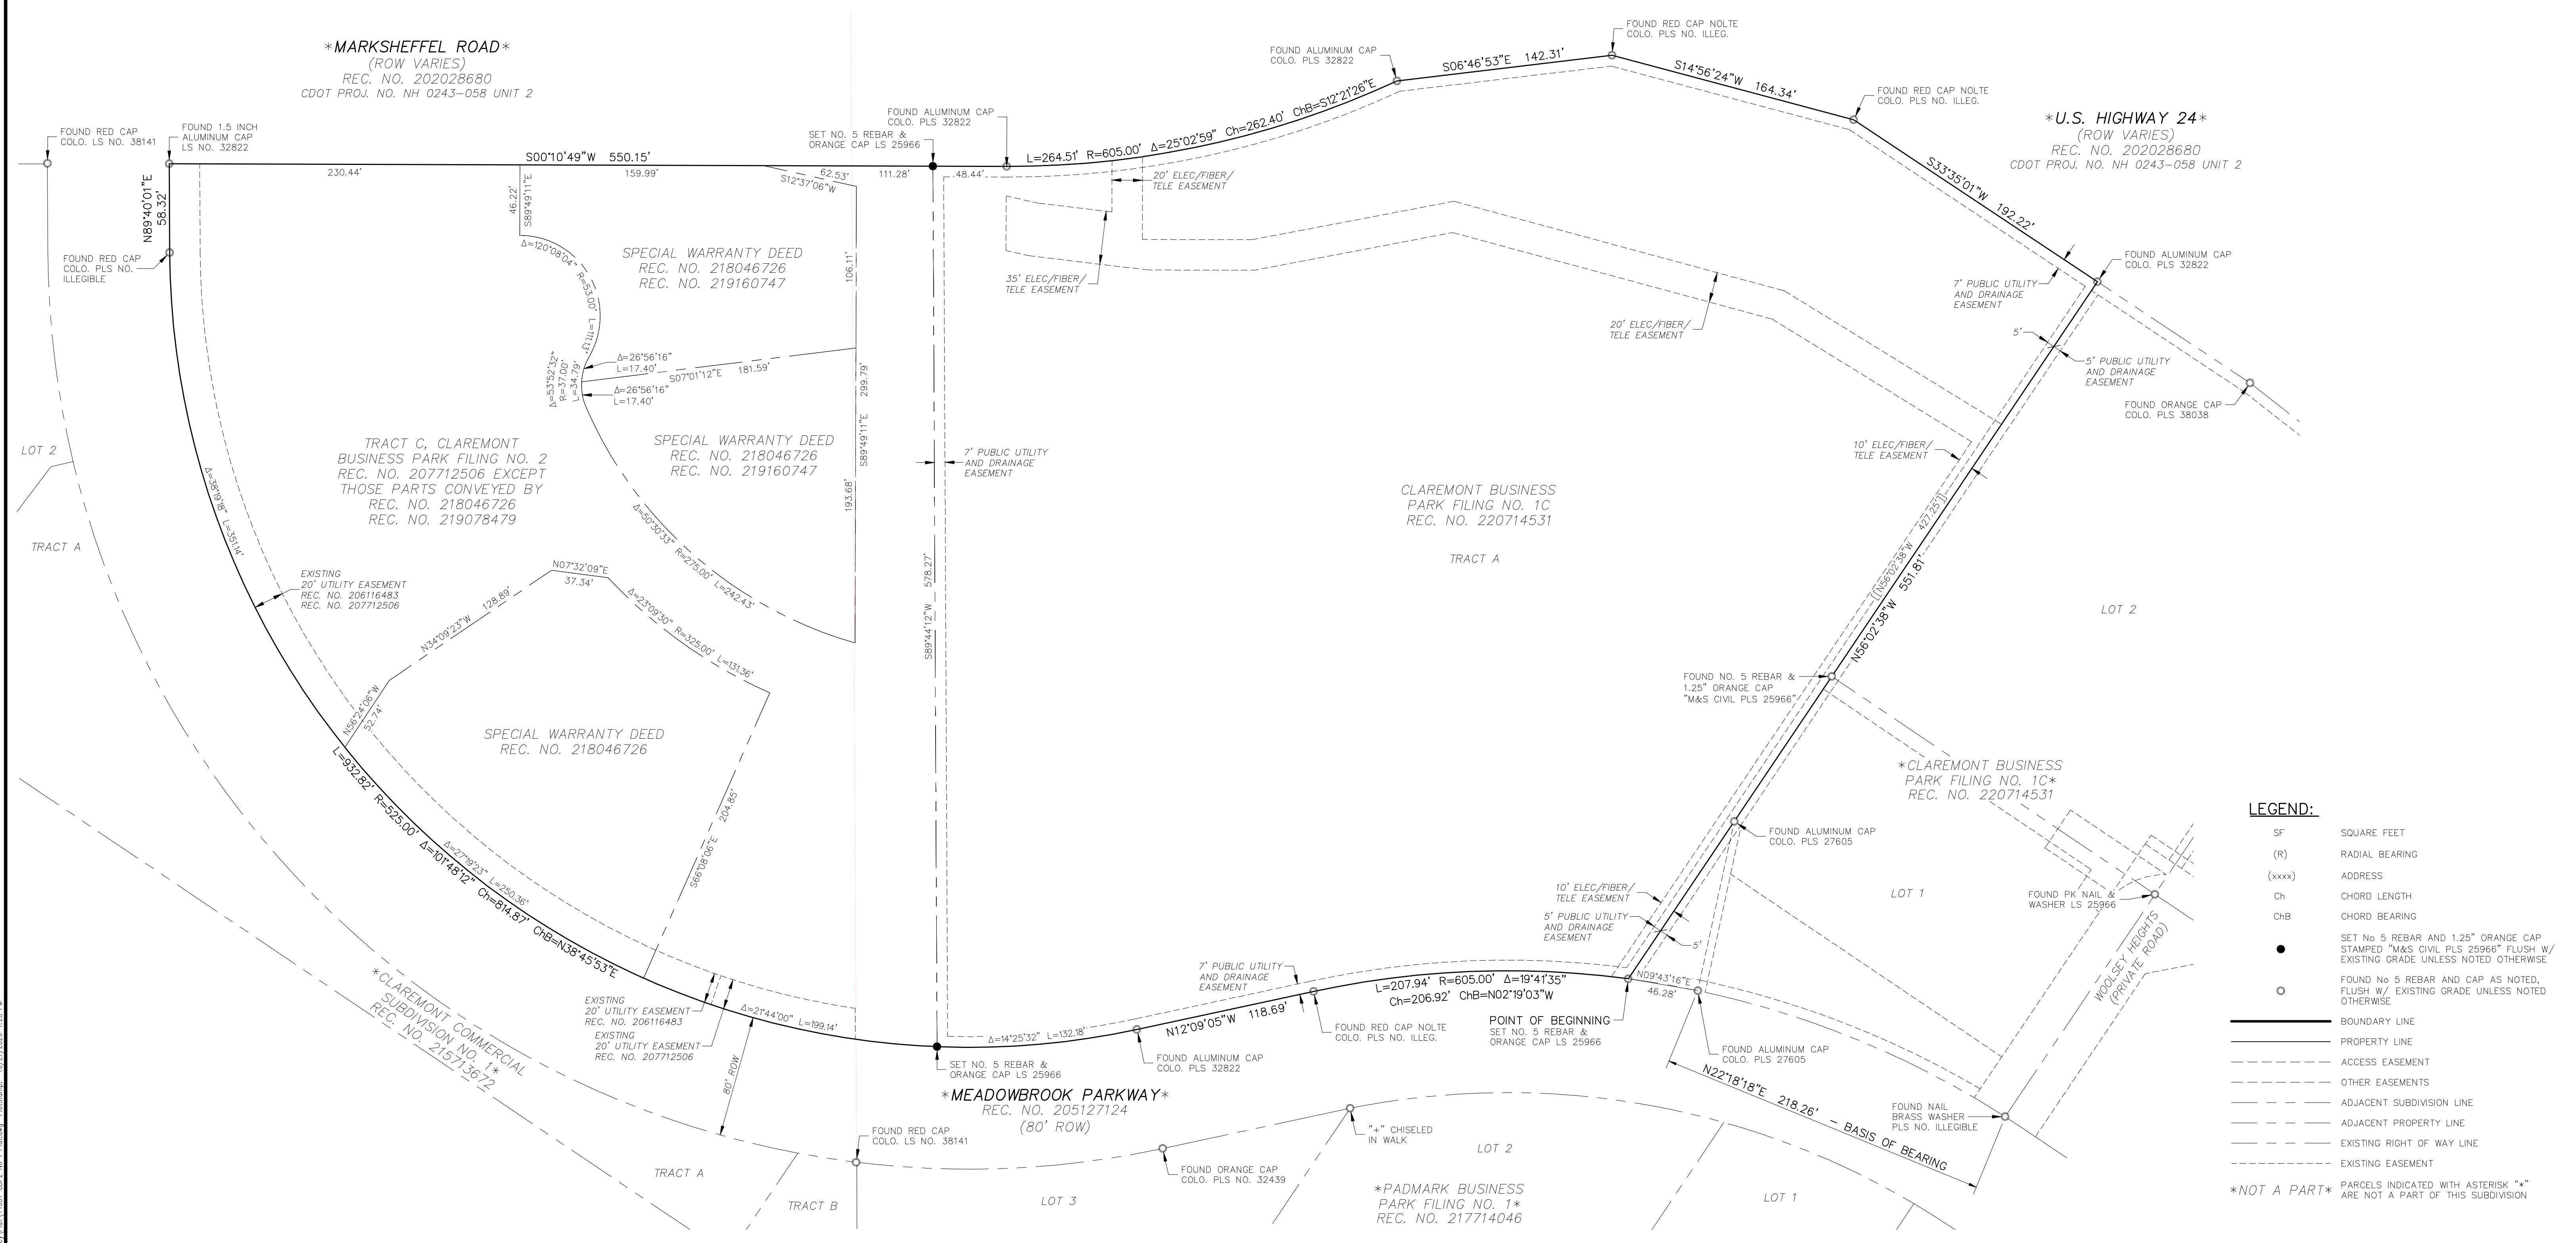 *MARKSHEFFEL ROAD*
(ROW VARIES)
REC. NO. 202028680
CDOT PROJ. NO. NH 0243-058 UNIT 2
FOUND RED CAP
COLO. LS NO. 38141
FOUND 1.5 INCH
ALUMINUM CAP
LS NO. 32822
S00°10'49"W 550.15'
230.44'
159.99'
62.53'
S12°37'06"W
111.28'
48.44'
SET NO. 5 REBAR &
ORANGE CAP LS 25966
FOUND ALUMINUM CAP
COLO. PLS 32822
L=264.51' R=605.00' Δ=25°02'59" Ch=262.40' ChB=S12°21'26"E
FOUND ALUMINUM CAP
COLO. PLS 32822
S06°46'53"E 142.31'
FOUND RED CAP NOLTE
COLO. PLS NO. ILLEG.
S14°56'24"W 164.34'
FOUND RED CAP NOLTE
COLO. PLS NO. ILLEG.
*U.S. HIGHWAY 24*
(ROW VARIES)
REC. NO. 202028680
CDOT PROJ. NO. NH 0243-058 UNIT 2
S33°35'01"W 192.22'
FOUND ALUMINUM CAP
COLO. PLS 32822
7' PUBLIC UTILITY
AND DRAINAGE
EASEMENT
5'
5' PUBLIC UTILITY
AND DRAINAGE
EASEMENT
FOUND ORANGE CAP
COLO. PLS 38038
N89°40'01"E
58.32'
FOUND RED CAP
COLO. PLS NO.
ILLEGIBLE
46.22'
S89°49'11"E
Δ=120°08'04" R=53.00' L=111.13'
SPECIAL WARRANTY DEED
REC. NO. 218046726
REC. NO. 219160747
106.11'
20' ELEC/FIBER/
TELE EASEMENT
35' ELEC/FIBER/
TELE EASEMENT
20' ELEC/FIBER/
TELE EASEMENT
Δ=53°52'32"
R=37.00'
L=34.79'
Δ=26°56'16"
L=17.40'
S07°01'12"E 181.59'
Δ=26°56'16"
L=17.40'
S89°49'11"E 299.79'
193.68'
SPECIAL WARRANTY DEED
REC. NO. 218046726
REC. NO. 219160747
7' PUBLIC UTILITY
AND DRAINAGE
EASEMENT
LOT 2
TRACT A
TRACT C, CLAREMONT
BUSINESS PARK FILING NO. 2
REC. NO. 207712506 EXCEPT
THOSE PARTS CONVEYED BY
REC. NO. 218046726
REC. NO. 219078479
Δ=38°19'18" L=351.14'
EXISTING
20' UTILITY EASEMENT
REC. NO. 206116483
REC. NO. 207712506
Δ=50°30'33" R=275.00' L=242.43'
N07°32'09"E
37.34'
Δ=23°09'30" R=325.00' L=131.36'
N34°09'23"W 128.89'
N56°24'06"W
52.74'
SPECIAL WARRANTY DEED
REC. NO. 218046726
S66°08'06"E 204.85'
S89°44'12"W 578.27'
CLAREMONT BUSINESS
PARK FILING NO. 1C
REC. NO. 220714531
TRACT A
10' ELEC/FIBER/
TELE EASEMENT
[(N56°02'38"W 427.25')]
N56°02'38"W 551.81'
LOT 2
FOUND NO. 5 REBAR &
1.25" ORANGE CAP
"M&S CIVIL PLS 25966"
*CLAREMONT BUSINESS
PARK FILING NO. 1C*
REC. NO. 220714531
FOUND ALUMINUM CAP
COLO. PLS 27605
LOT 1
FOUND PK NAIL &
WASHER LS 25966
WOOLSEY HEIGHTS
(PRIVATE ROAD)
L=932.82' R=525.00' Δ=101°48'12" Ch=814.87' ChB=N38°45'53"E
Δ=27°19'23" L=250.36'
*CLAREMONT COMMERCIAL
SUBDIVISION NO. 1*
REC. NO. 215713672
EXISTING
20' UTILITY EASEMENT
REC. NO. 206116483
EXISTING
20' UTILITY EASEMENT
REC. NO. 207712506
Δ=21°44'00" L=199.14'
80' ROW
SET NO. 5 REBAR &
ORANGE CAP LS 25966
Δ=14°25'32" L=132.18'
FOUND ALUMINUM CAP
COLO. PLS 32822
N12°09'05"W 118.69'
7' PUBLIC UTILITY
AND DRAINAGE
EASEMENT
FOUND RED CAP NOLTE
COLO. PLS NO. ILLEG.
L=207.94' R=605.00' Δ=19°41'35"
Ch=206.92' ChB=N02°19'03"W
POINT OF BEGINNING
SET NO. 5 REBAR &
ORANGE CAP LS 25966
10' ELEC/FIBER/
TELE EASEMENT
5' PUBLIC UTILITY
AND DRAINAGE
EASEMENT
5'
N09°43'16"E
46.28'
FOUND ALUMINUM CAP
COLO. PLS 27605
N22°18'18"E 218.26' - BASIS OF BEARING
FOUND NAIL
BRASS WASHER
PLS NO. ILLEGIBLE
*MEADOWBROOK PARKWAY*
REC. NO. 205127124
(80' ROW)
FOUND RED CAP
COLO. LS NO. 38141
"+" CHISELED
IN WALK
FOUND ORANGE CAP
COLO. PLS NO. 32439
TRACT A
TRACT B
LOT 3
LOT 2
LOT 1
*PADMARK BUSINESS
PARK FILING NO. 1*
REC. NO. 217714046
LEGEND:
SF SQUARE FEET
(R) RADIAL BEARING
(xxxx) ADDRESS
Ch CHORD LENGTH
ChB CHORD BEARING
SET No 5 REBAR AND 1.25" ORANGE CAP
STAMPED "M&S CIVIL PLS 25966" FLUSH W/
EXISTING GRADE UNLESS NOTED OTHERWISE
FOUND No 5 REBAR AND CAP AS NOTED,
FLUSH W/ EXISTING GRADE UNLESS NOTED
OTHERWISE
BOUNDARY LINE
PROPERTY LINE
ACCESS EASEMENT
OTHER EASEMENTS
ADJACENT SUBDIVISION LINE
ADJACENT PROPERTY LINE
EXISTING RIGHT OF WAY LINE
EXISTING EASEMENT
*NOT A PART* PARCELS INDICATED WITH ASTERISK "*"
ARE NOT A PART OF THIS SUBDIVISION